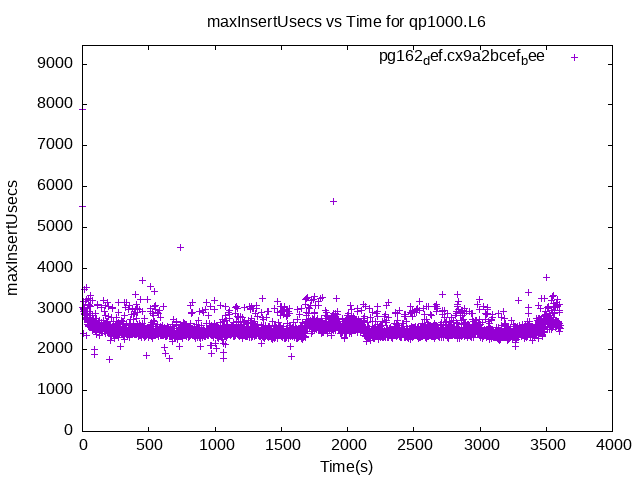 maxInsertUsecs vs Time for qp1000.L6
pg162def.cx9a2bcefbee
9000
8000
7000
6000
5000
4000
3000
2000
1000
0
maxInsertUsecs
0 500 1000 1500 2000 2500 3000 3500 4000
Time(s)